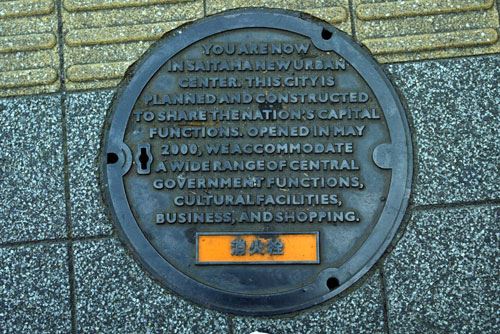 YOU ARE NOW
IN SAITAMA NEW URBAN
CENTER. THIS CITY IS
PLANNED AND CONSTRUCTED
TO SHARE THE NATION'S CAPITAL
FUNCTIONS. OPENED IN MAY
2000, WE ACCOMMODATE
A WIDE RANGE OF CENTRAL
GOVERNMENT FUNCTIONS,
CULTURAL FACILITIES,
BUSINESS, AND SHOPPING.
消火栓